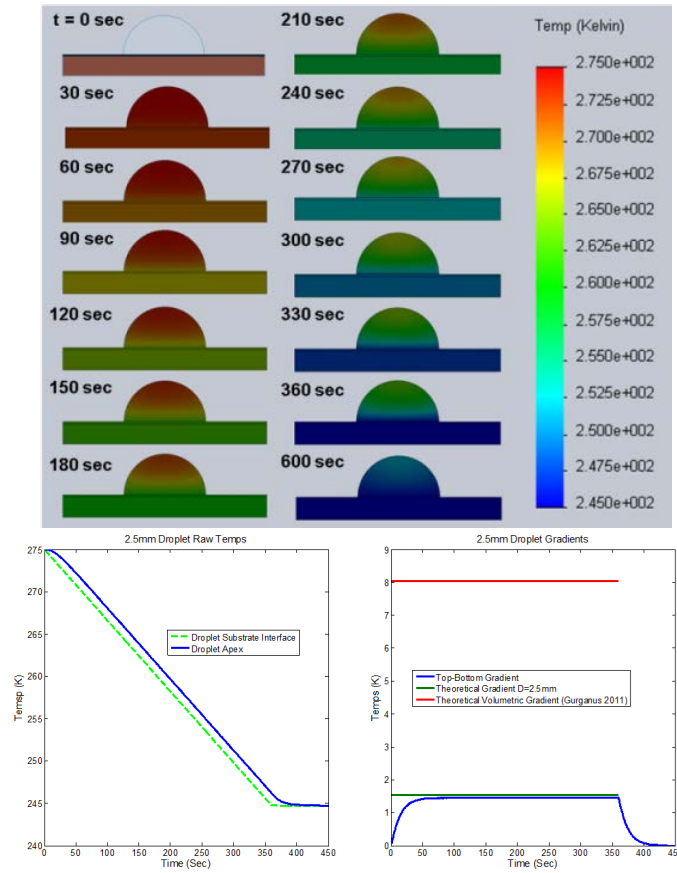 t = 0 sec
30 sec
60 sec
90 sec
120 sec
150 sec
180 sec
210 sec
240 sec
270 sec
300 sec
330 sec
360 sec
600 sec
Temp (Kelvin)
2.750e+002
2.725e+002
2.700e+002
2.675e+002
2.650e+002
2.625e+002
2.600e+002
2.575e+002
2.550e+002
2.525e+002
2.500e+002
2.475e+002
2.450e+002
2.5mm Droplet Raw Temps
Temsp (K)
275
270
265
260
255
250
245
240
Droplet Substrate Interface
Droplet Apex
0 50 100 150 200 250 300 350 400 450
Time (Sec)
2.5mm Droplet Gradients
Temps (K)
9
8
7
6
5
4
3
2
1
0
Top-Bottom Gradient
Theoretical Gradient D=2.5mm
Theoretical Volumetric Gradient (Gurganus 2011)
0 50 100 150 200 250 300 350 400 45
Time (Sec)